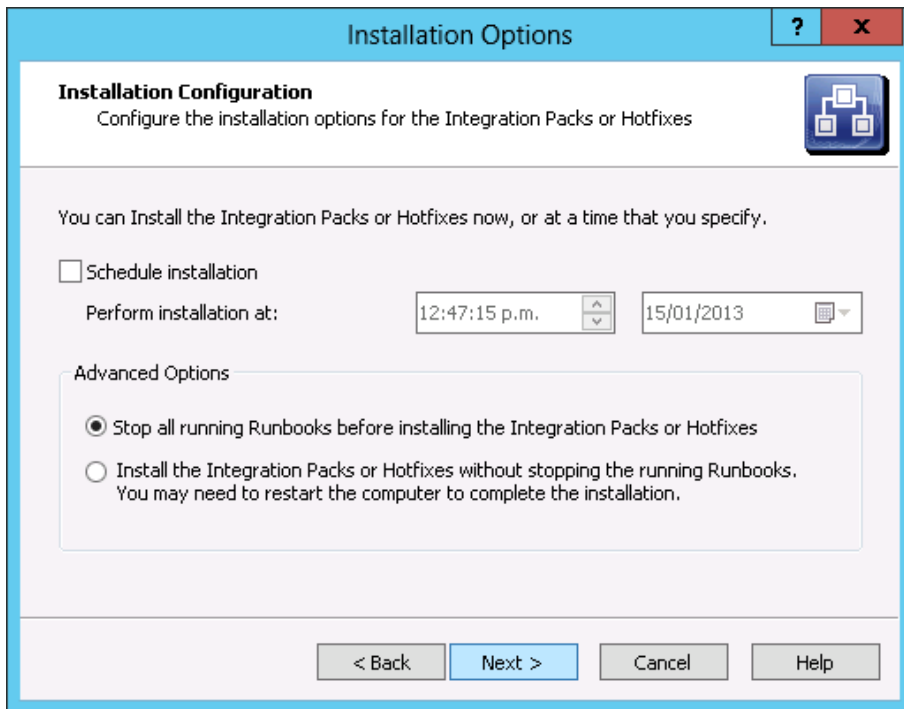 Installation Options
?
x
Installation Configuration
Configure the installation options for the Integration Packs or Hotfixes
You can Install the Integration Packs or Hotfixes now, or at a time that you specify.
Schedule installation
Perform installation at:
12:47:15 p.m.
15/01/2013
Advanced Options
Stop all running Runbooks before installing the Integration Packs or Hotfixes
Install the Integration Packs or Hotfixes without stopping the running Runbooks.
You may need to restart the computer to complete the installation.
< Back
Next >
Cancel
Help